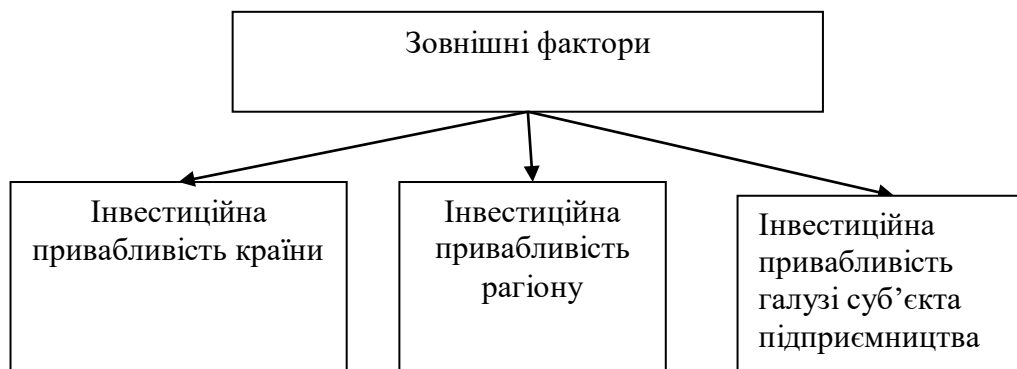 Зовнішні фактори
Інвестиційна
привабливість країни
Інвестиційна
привабливість
рагіону
Інвестиційна
привабливість
галузі суб’єкта
підприємництва